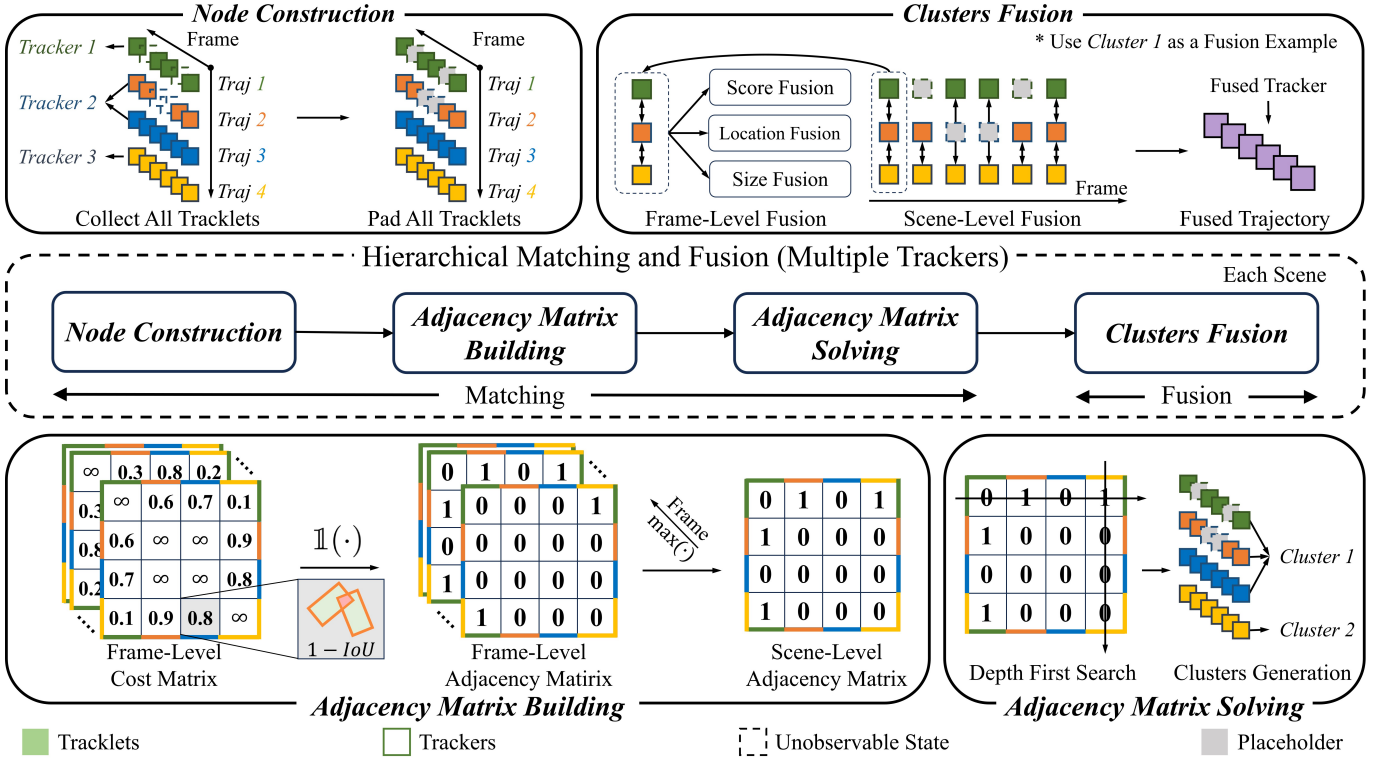 Node Construction
Tracker 1
Tracker 2
Tracker 3
Frame
Traj 1
Traj 2
Traj 3
Traj 4
Collect All Tracklets
Frame
Traj 1
Traj 2
Traj 3
Traj 4
Pad All Tracklets
Clusters Fusion
* Use Cluster 1 as a Fusion Example
Score Fusion
Location Fusion
Size Fusion
Frame-Level Fusion
Frame
Scene-Level Fusion
Fused Tracker
Fused Trajectory
Hierarchical Matching and Fusion (Multiple Trackers)
Each Scene
Node Construction
Adjacency Matrix
Building
Adjacency Matrix
Solving
Clusters Fusion
Matching
Fusion
∞ 0.3 0.8 0.2
0.3
0.8
0.2
∞ 0.6 0.7 0.1
0.6 ∞ ∞ 0.9
0.7 ∞ ∞ 0.8
0.1 0.9 0.8 ∞
Frame-Level
Cost Matrix
𝟙(·)
1 − IoU
0 1 0 1
1
0
1
0 0 0 1
0 0 0 0
0 0 0 0
1 0 0 0
Frame-Level
Adjacency Matirix
Frame
max(·)
0 1 0 1
1 0 0 0
0 0 0 0
1 0 0 0
Scene-Level
Adjacency Matrix
Adjacency Matrix Building
0 1 0 1
1 0 0 0
0 0 0 0
1 0 0 0
Depth First Search
Cluster 1
Cluster 2
Clusters Generation
Adjacency Matrix Solving
Tracklets
Trackers
Unobservable State
Placeholder